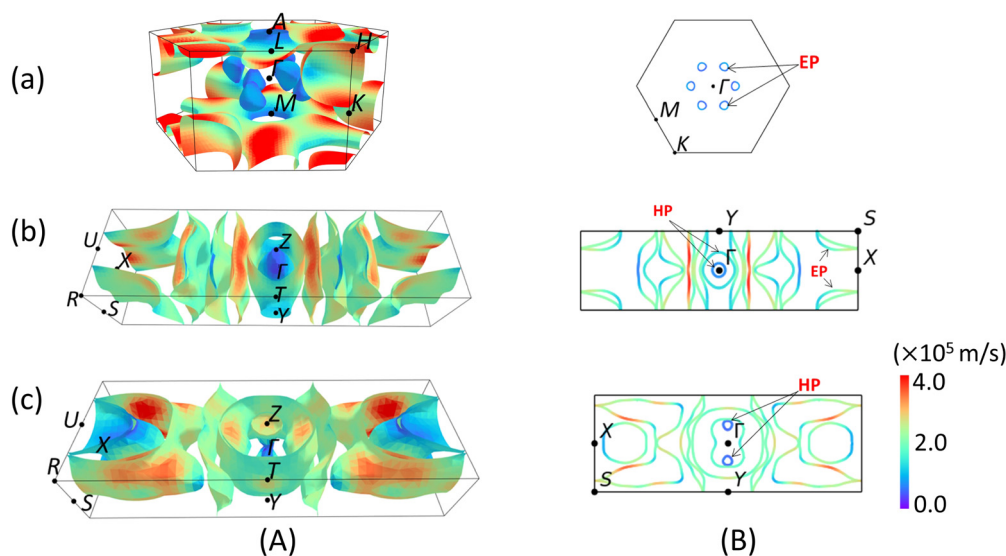 (a)
A
L
H
Γ
M
K
EP
Γ
M
K
(b)
U
X
Z
Γ
T
R
S
Y
HP
Y
S
Γ
X
EP
(c)
U
X
Z
Γ
T
R
S
Y
HP
X
Γ
S
Y
(×10⁵ m/s)
4.0
2.0
0.0
(A)
(B)